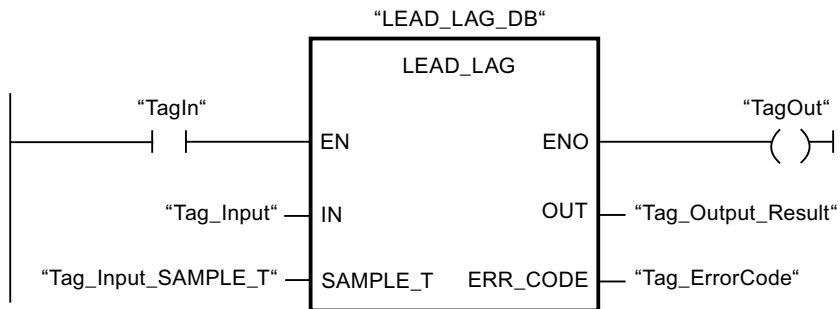 “LEAD_LAG_DB“
LEAD_LAG
“TagIn“ “TagOut“
EN ENO
“Tag_Input“ IN OUT “Tag_Output_Result“
“Tag_Input_SAMPLE_T“ SAMPLE_T ERR_CODE “Tag_ErrorCode“